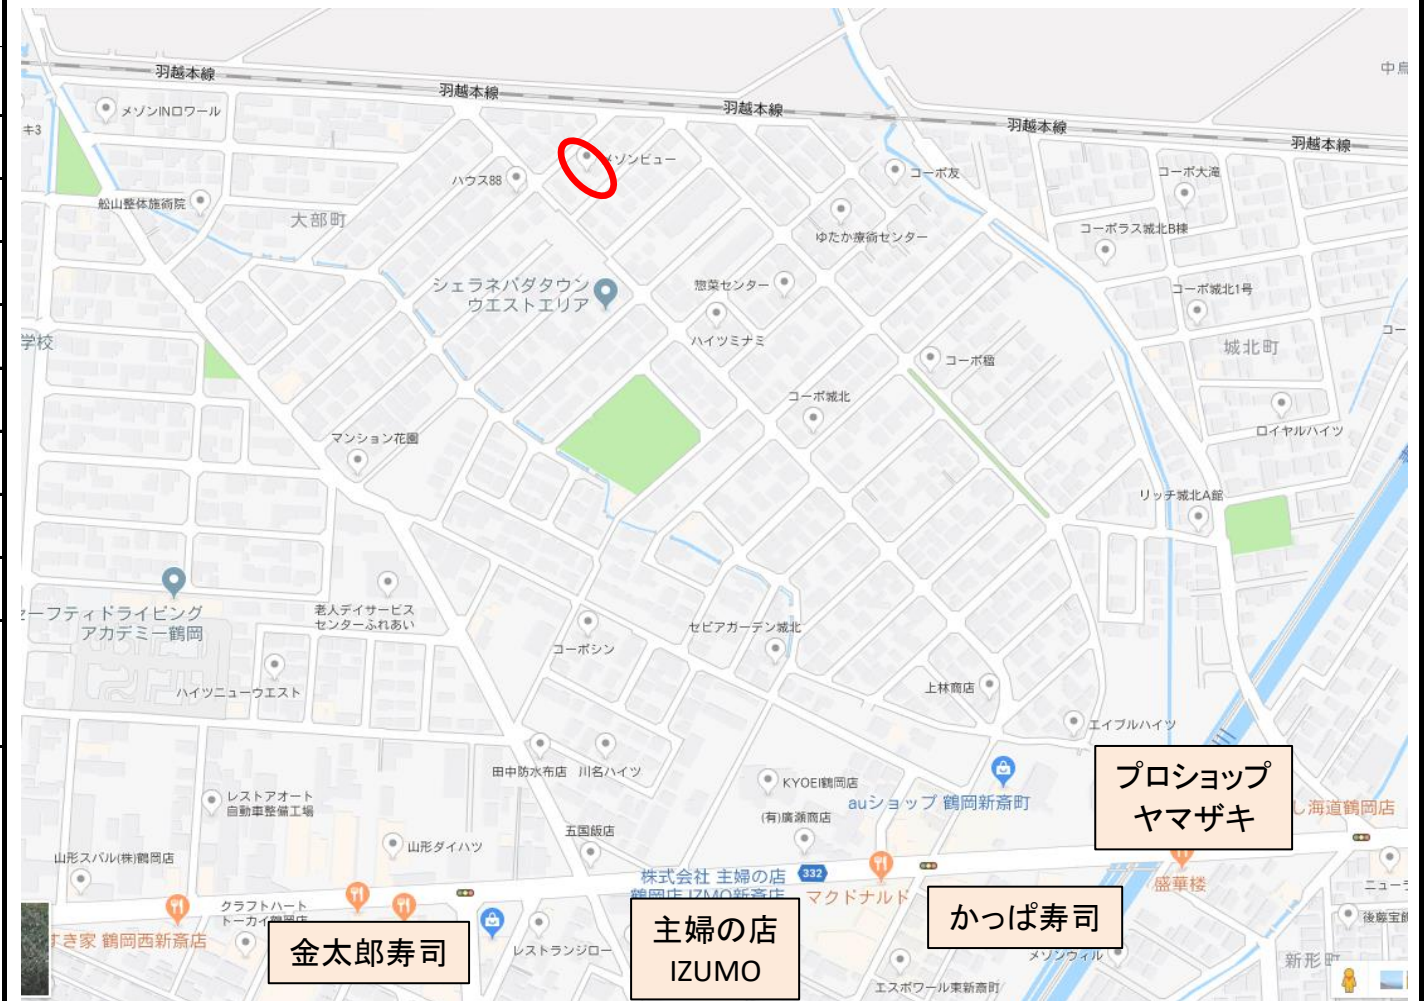 中鳥
羽越本線
羽越本線
羽越本線
羽越本線
羽越本線
メゾンINロワール
キ3
メゾンビュー
ハウス88
コーポ友
コーポ大滝
船山整体施術院
大部町
ゆたか療術センター
コーポラス城北B棟
シェラネバダタウン
ウエストエリア
惣菜センター
コーポ城北1号
学校
ハイツミナミ
コー
城北町
コーポ榴
コーポ城北
マンション花園
ロイヤルハイツ
リッチ城北A館
セーフティドライビング
アカデミー鶴岡
老人デイサービス
センターふれあい
コーポシン
セピアガーデン城北
ハイツニューウエスト
上林商店
エイブルハイツ
田中防水布店
川名ハイツ
KYOEI鶴岡店
auショップ 鶴岡新斎町
プロショップ
ヤマザキ
し海道鶴岡店
レストアオート
自動車整備工場
(有)廣瀬商店
五国飯店
山形ダイハツ
山形スバル(株)鶴岡店
株式会社 主婦の店
鶴岡店 IZMO新斎店
332
マクドナルド
盛華楼
ニュー
クラフトハート
トーカイ鶴岡店
すき家 鶴岡西新斎店
金太郎寿司
レストランジロー
主婦の店
IZUMO
かっぱ寿司
メゾンウィル
エスポワール東新斎町
新形町
後藤宝飾